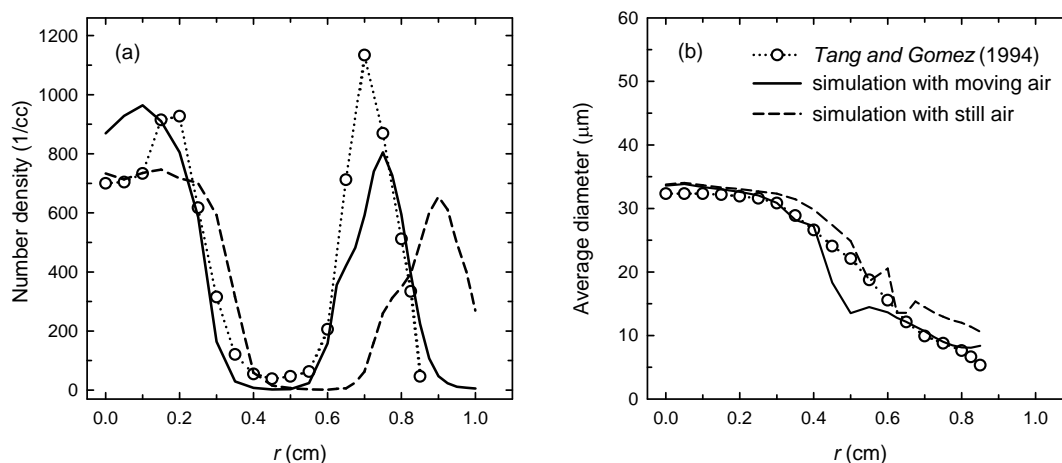 (a)
Number density (1/cc)
1200
1000
800
600
400
200
0
0.0 0.2 0.4 0.6 0.8 1.0
r (cm)
(b)
Tang and Gomez (1994)
simulation with moving air
simulation with still air
Average diameter (μm)
60
50
40
30
20
10
0
0.0 0.2 0.4 0.6 0.8 1.0
r (cm)